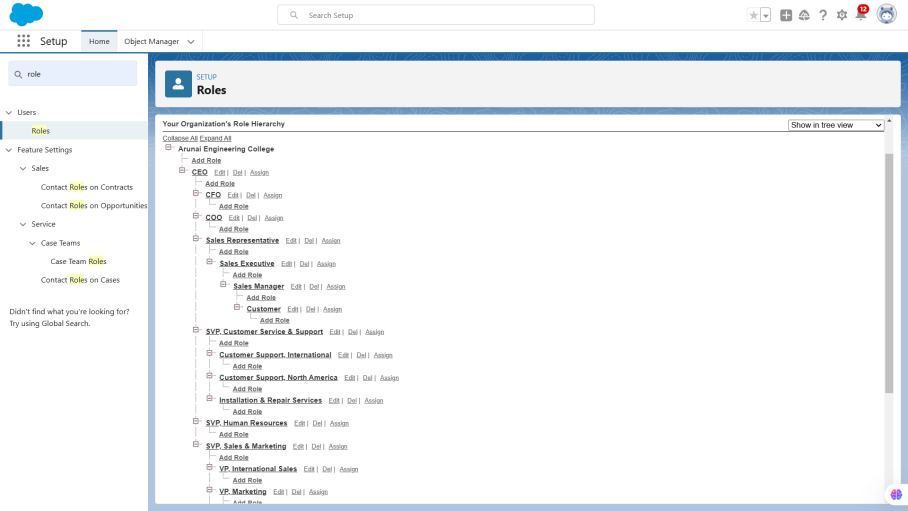 Search Setup
12
Setup
Home
Object Manager
role
Users
Roles
Feature Settings
Sales
Contact Roles on Contracts
Contact Roles on Opportunities
Service
Case Teams
Case Team Roles
Contact Roles on Cases
Didn't find what you're looking for?
Try using Global Search.
SETUP
Roles
Your Organization's Role Hierarchy
Show in tree view
Collapse All Expand All
Arunai Engineering College
Add Role
CEO Edit | Del | Assign
Add Role
CFO Edit | Del | Assign
Add Role
COO Edit | Del | Assign
Add Role
Sales Representative Edit | Del | Assign
Add Role
Sales Executive Edit | Del | Assign
Add Role
Sales Manager Edit | Del | Assign
Add Role
Customer Edit | Del | Assign
Add Role
SVP, Customer Service & Support Edit | Del | Assign
Add Role
Customer Support, International Edit | Del | Assign
Add Role
Customer Support, North America Edit | Del | Assign
Add Role
Installation & Repair Services Edit | Del | Assign
Add Role
SVP, Human Resources Edit | Del | Assign
Add Role
SVP, Sales & Marketing Edit | Del | Assign
Add Role
VP, International Sales Edit | Del | Assign
Add Role
VP, Marketing Edit | Del | Assign
Add Role